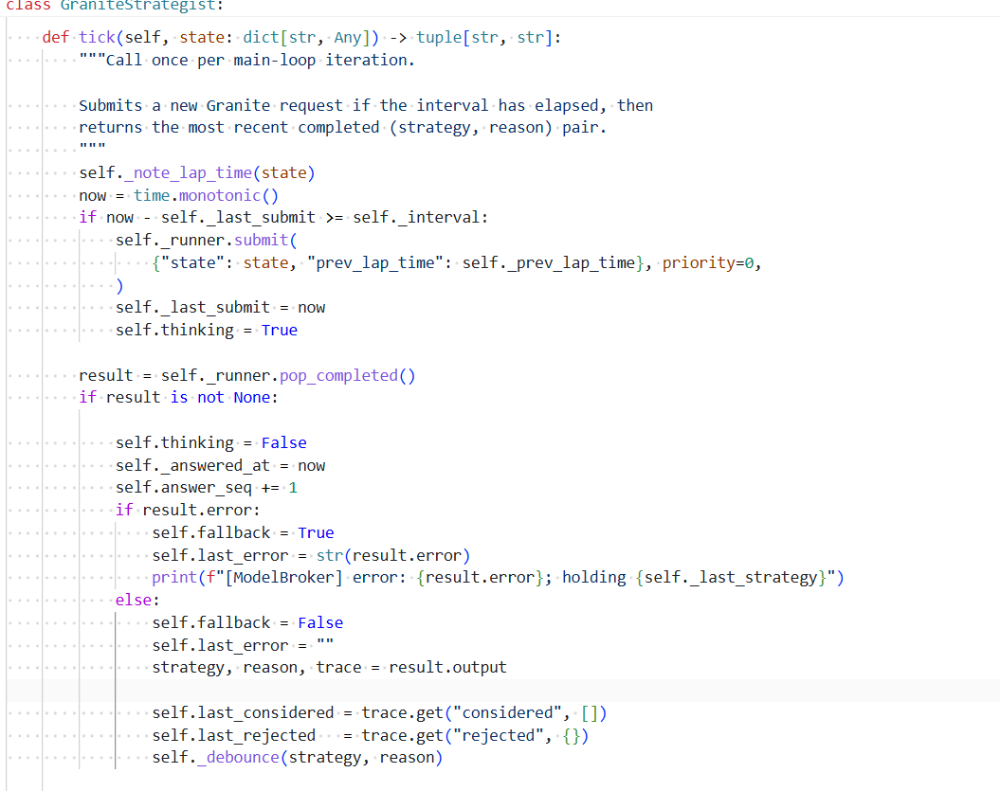 class GraniteStrategist:
    def tick(self, state: dict[str, Any]) -> tuple[str, str]:
        """Call once per main-loop iteration.

        Submits a new Granite request if the interval has elapsed, then
        returns the most recent completed (strategy, reason) pair.
        """
        self._note_lap_time(state)
        now = time.monotonic()
        if now - self._last_submit >= self._interval:
            self._runner.submit(
                {"state": state, "prev_lap_time": self._prev_lap_time}, priority=0,
            )
            self._last_submit = now
            self.thinking = True

        result = self._runner.pop_completed()
        if result is not None:

            self.thinking = False
            self._answered_at = now
            self.answer_seq += 1
            if result.error:
                self.fallback = True
                self.last_error = str(result.error)
                print(f"[ModelBroker] error: {result.error}; holding {self._last_strategy}")
            else:
                self.fallback = False
                self.last_error = ""
                strategy, reason, trace = result.output

                self.last_considered = trace.get("considered", [])
                self.last_rejected   = trace.get("rejected", {})
                self._debounce(strategy, reason)